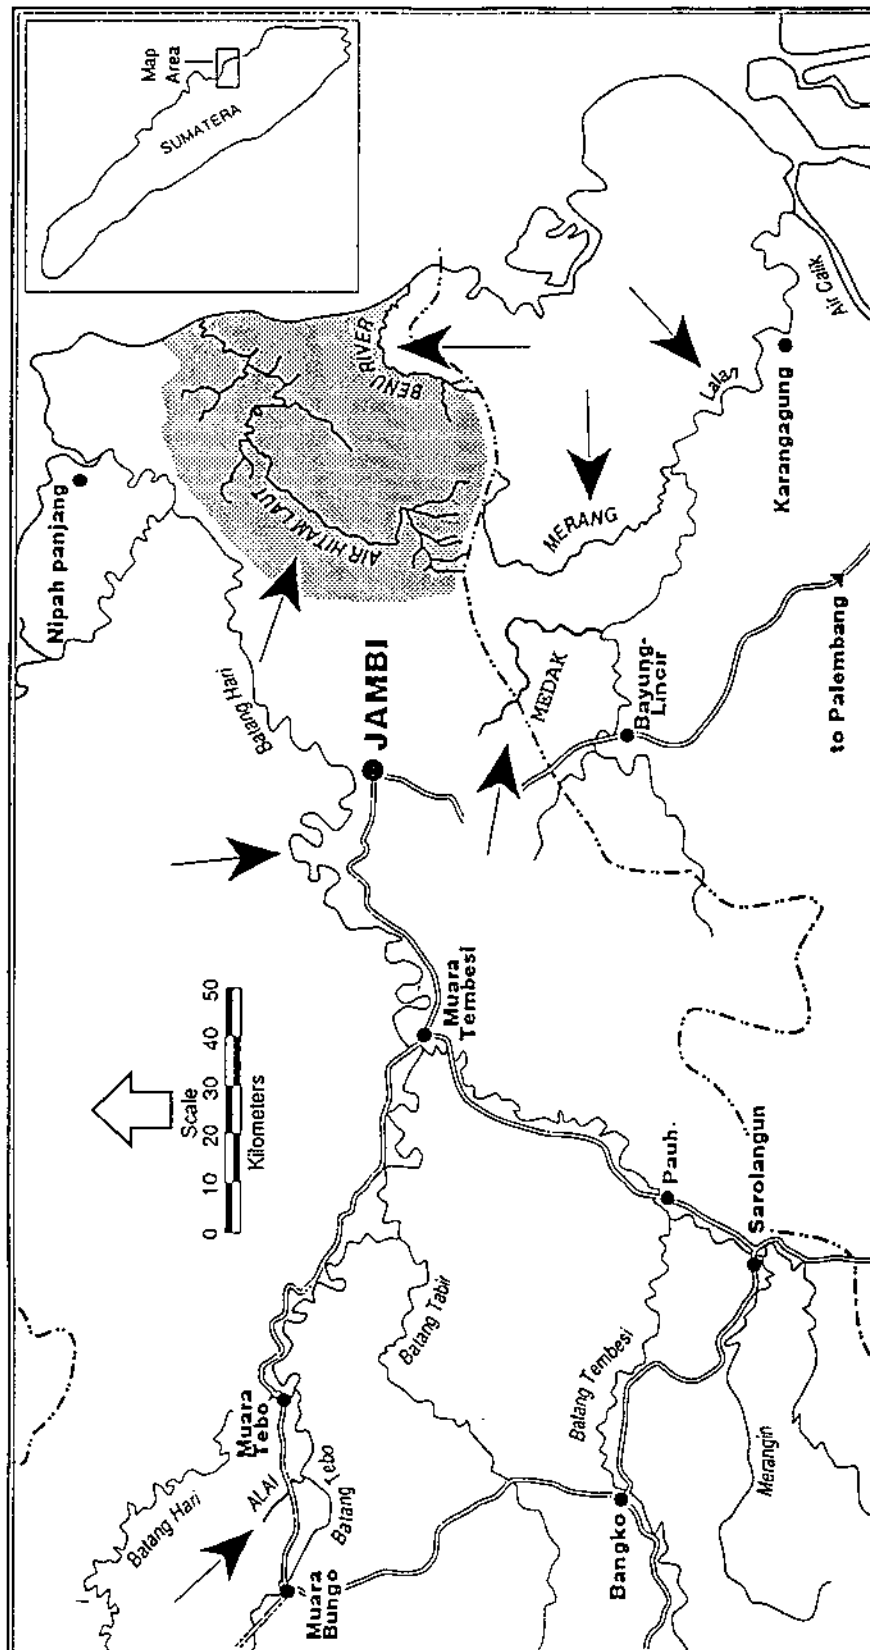 Map
Area
SUMATERA
Nipah panjang
Batang Hari
AIR HITAM LAUT
BENU RIVER
JAMBI
MERANG
MEDAK
Lalan
Air Calik
Karangagung
Bayung-
Lincir
to Palembang
Scale
0 10 20 30 40 50
Kilometers
Muara
Tembesi
Pauh.
Sarolangun
Batang Tabir
Batang Tembesi
Merangin
Bangko
Muara
Tebo
Batang Hari
ALAI
Batang Tebo
Muara
Bungo